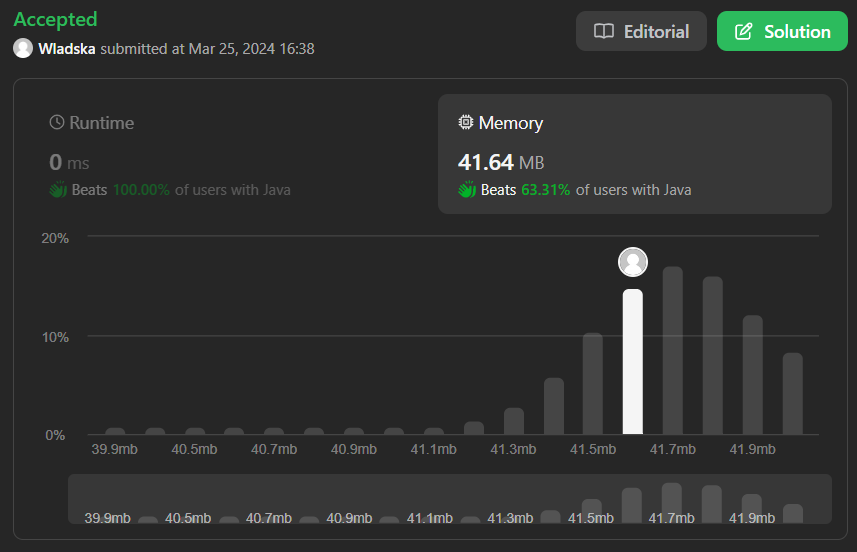 Accepted
Wladska submitted at Mar 25, 2024 16:38
Editorial
Solution
Runtime
0 ms
Beats 100.00% of users with Java
Memory
41.64 MB
Beats 63.31% of users with Java
20%
10%
0%
39.9mb 40.5mb 40.7mb 40.9mb 41.1mb 41.3mb 41.5mb 41.7mb 41.9mb
39.9mb 40.5mb 40.7mb 40.9mb 41.1mb 41.3mb 41.5mb 41.7mb 41.9mb